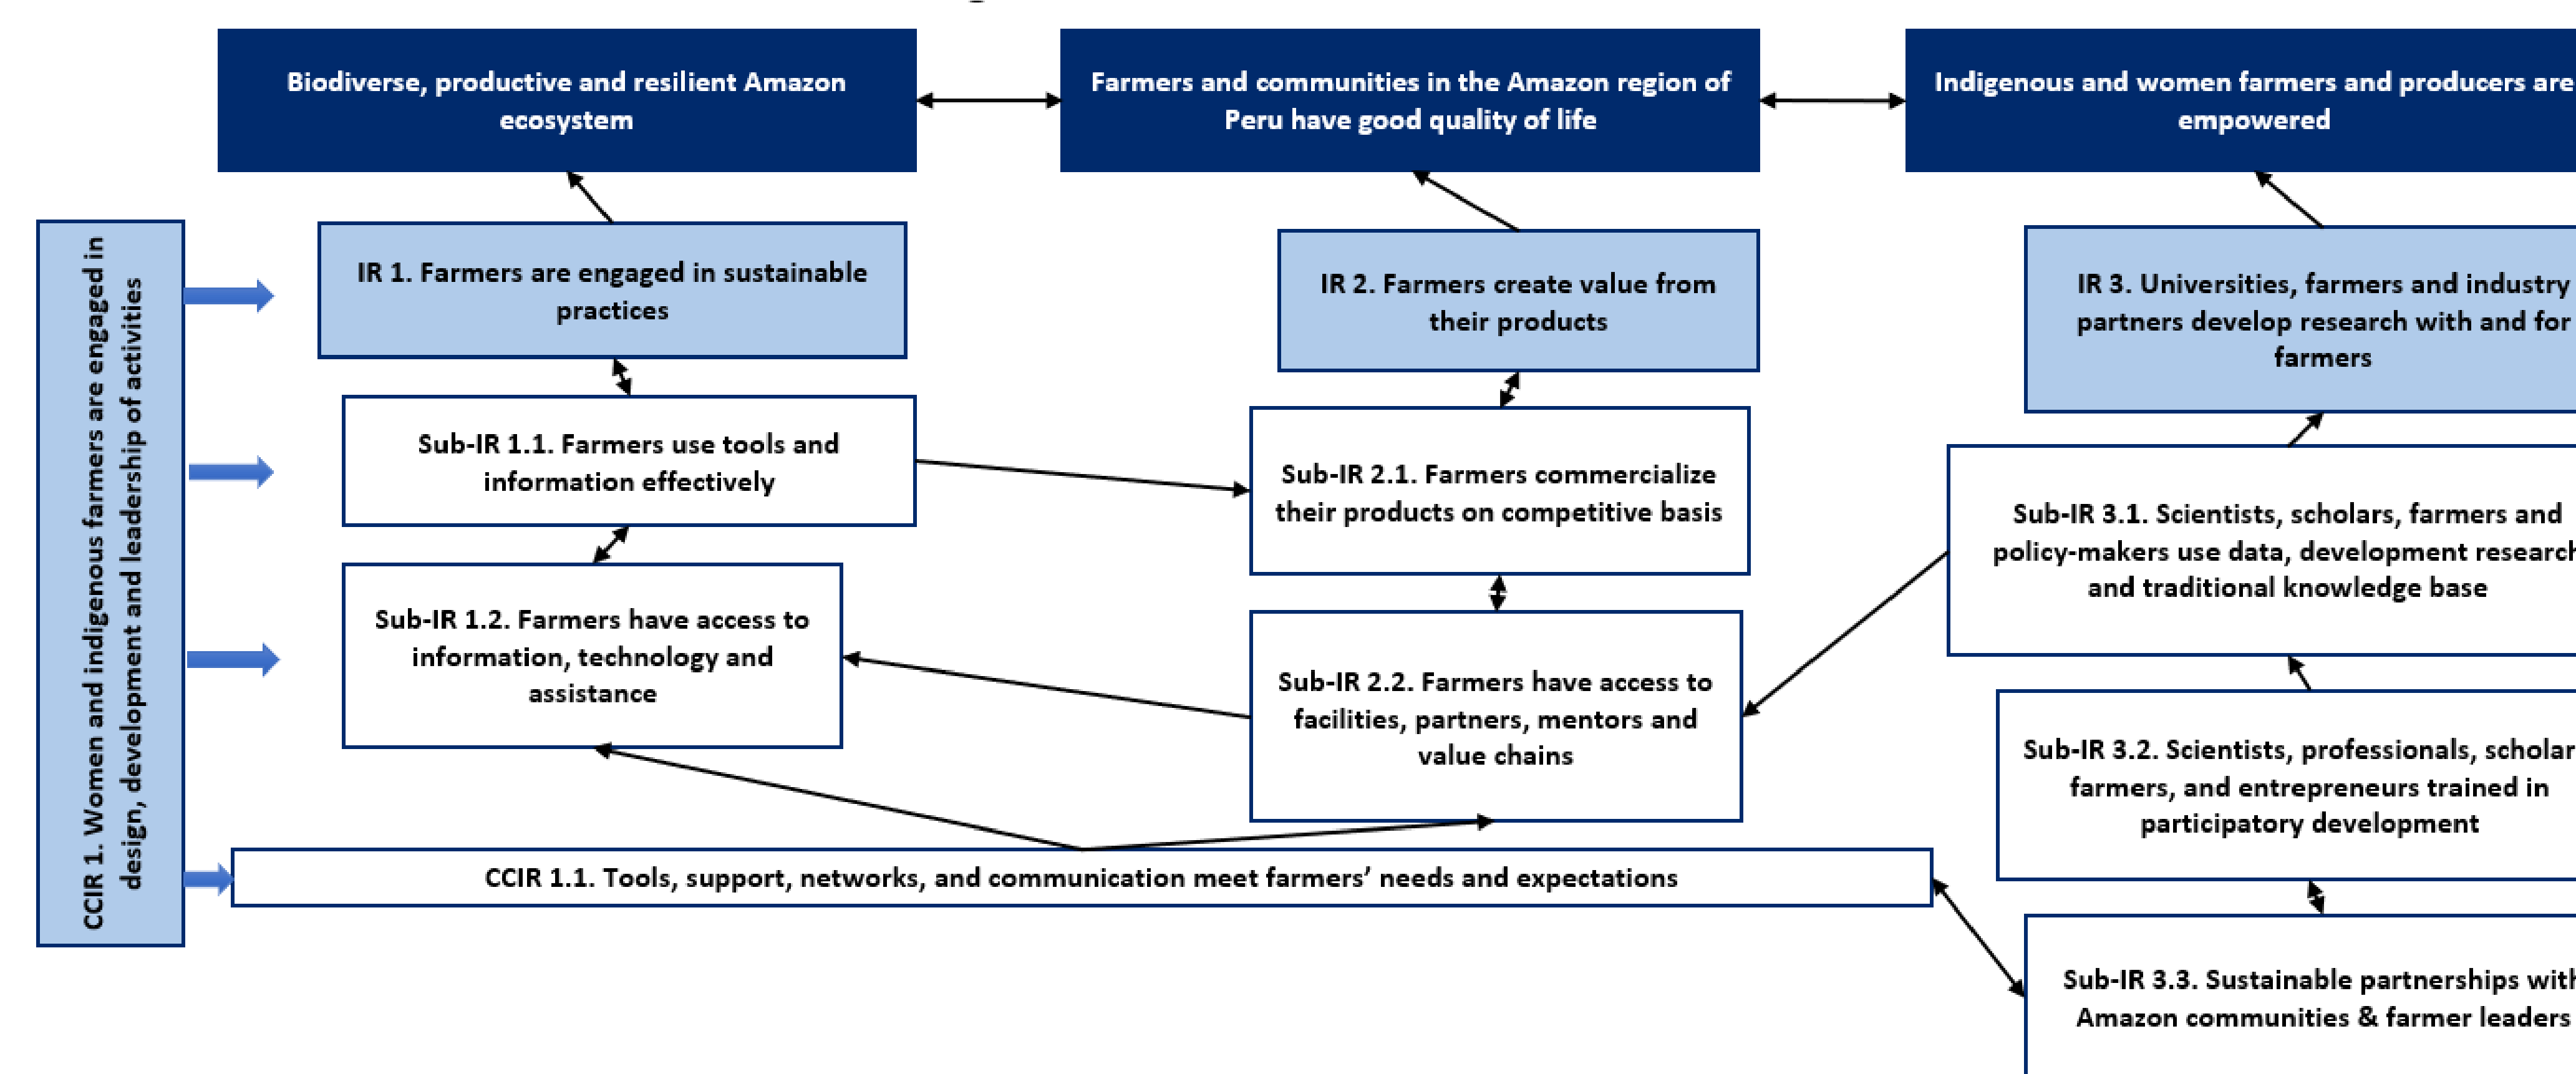 Biodiverse, productive and resilient Amazon
ecosystem
Farmers and communities in the Amazon region of
Peru have good quality of life
Indigenous and women farmers and producers are
empowered
CCIR 1. Women and indigenous farmers are engaged in
design, development and leadership of activities
IR 1. Farmers are engaged in sustainable
practices
IR 2. Farmers create value from
their products
IR 3. Universities, farmers and industry
partners develop research with and for
farmers
Sub-IR 1.1. Farmers use tools and
information effectively
Sub-IR 2.1. Farmers commercialize
their products on competitive basis
Sub-IR 3.1. Scientists, scholars, farmers and
policy-makers use data, development research
and traditional knowledge base
Sub-IR 1.2. Farmers have access to
information, technology and
assistance
Sub-IR 2.2. Farmers have access to
facilities, partners, mentors and
value chains
Sub-IR 3.2. Scientists, professionals, scholar
farmers, and entrepreneurs trained in
participatory development
CCIR 1.1. Tools, support, networks, and communication meet farmers’ needs and expectations
Sub-IR 3.3. Sustainable partnerships with
Amazon communities & farmer leaders